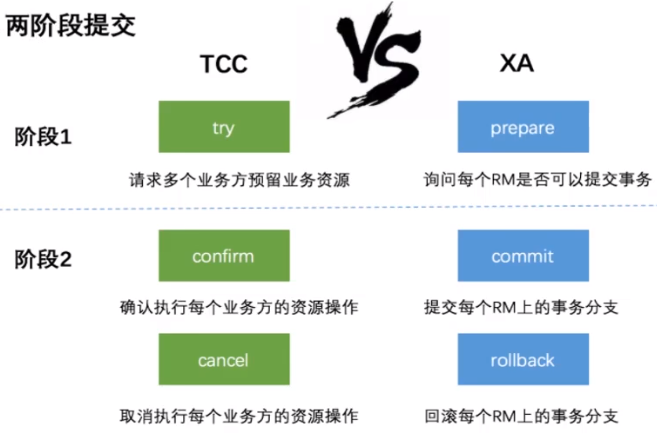 两阶段提交
TCC
VS
XA
阶段1
try
prepare
请求多个业务方预留业务资源
询问每个RM是否可以提交事务
阶段2
confirm
commit
确认执行每个业务方的资源操作
提交每个RM上的事务分支
cancel
rollback
取消执行每个业务方的资源操作
回滚每个RM上的事务分支